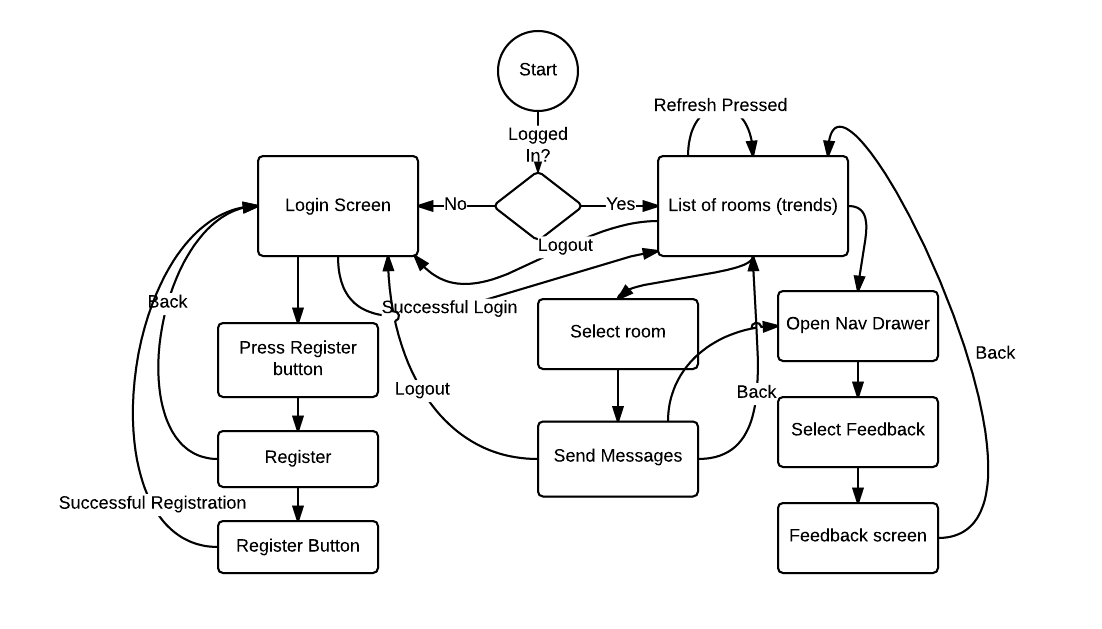 Start
Refresh Pressed
Logged
In?
Login Screen
No
Yes
List of rooms (trends)
Logout
Back
Successful Login
Select room
Open Nav Drawer
Press Register
button
Back
Logout
Back
Select Feedback
Register
Send Messages
Successful Registration
Register Button
Feedback screen